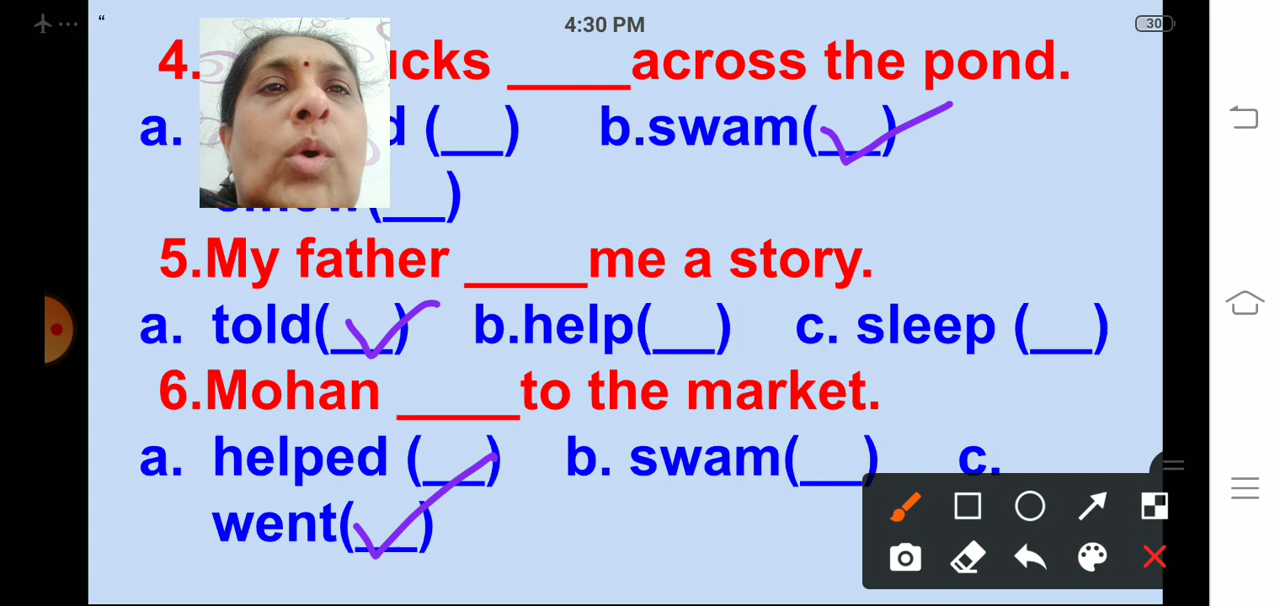 4:30 PM 30
4. ucks _____across the pond.
a. d (__) b.swam(__)
(__)
5.My father _____me a story.
a. told(__) b.help(__) c. sleep (__)
6.Mohan _____to the market.
a. helped (__) b. swam(__) c.
went(__)